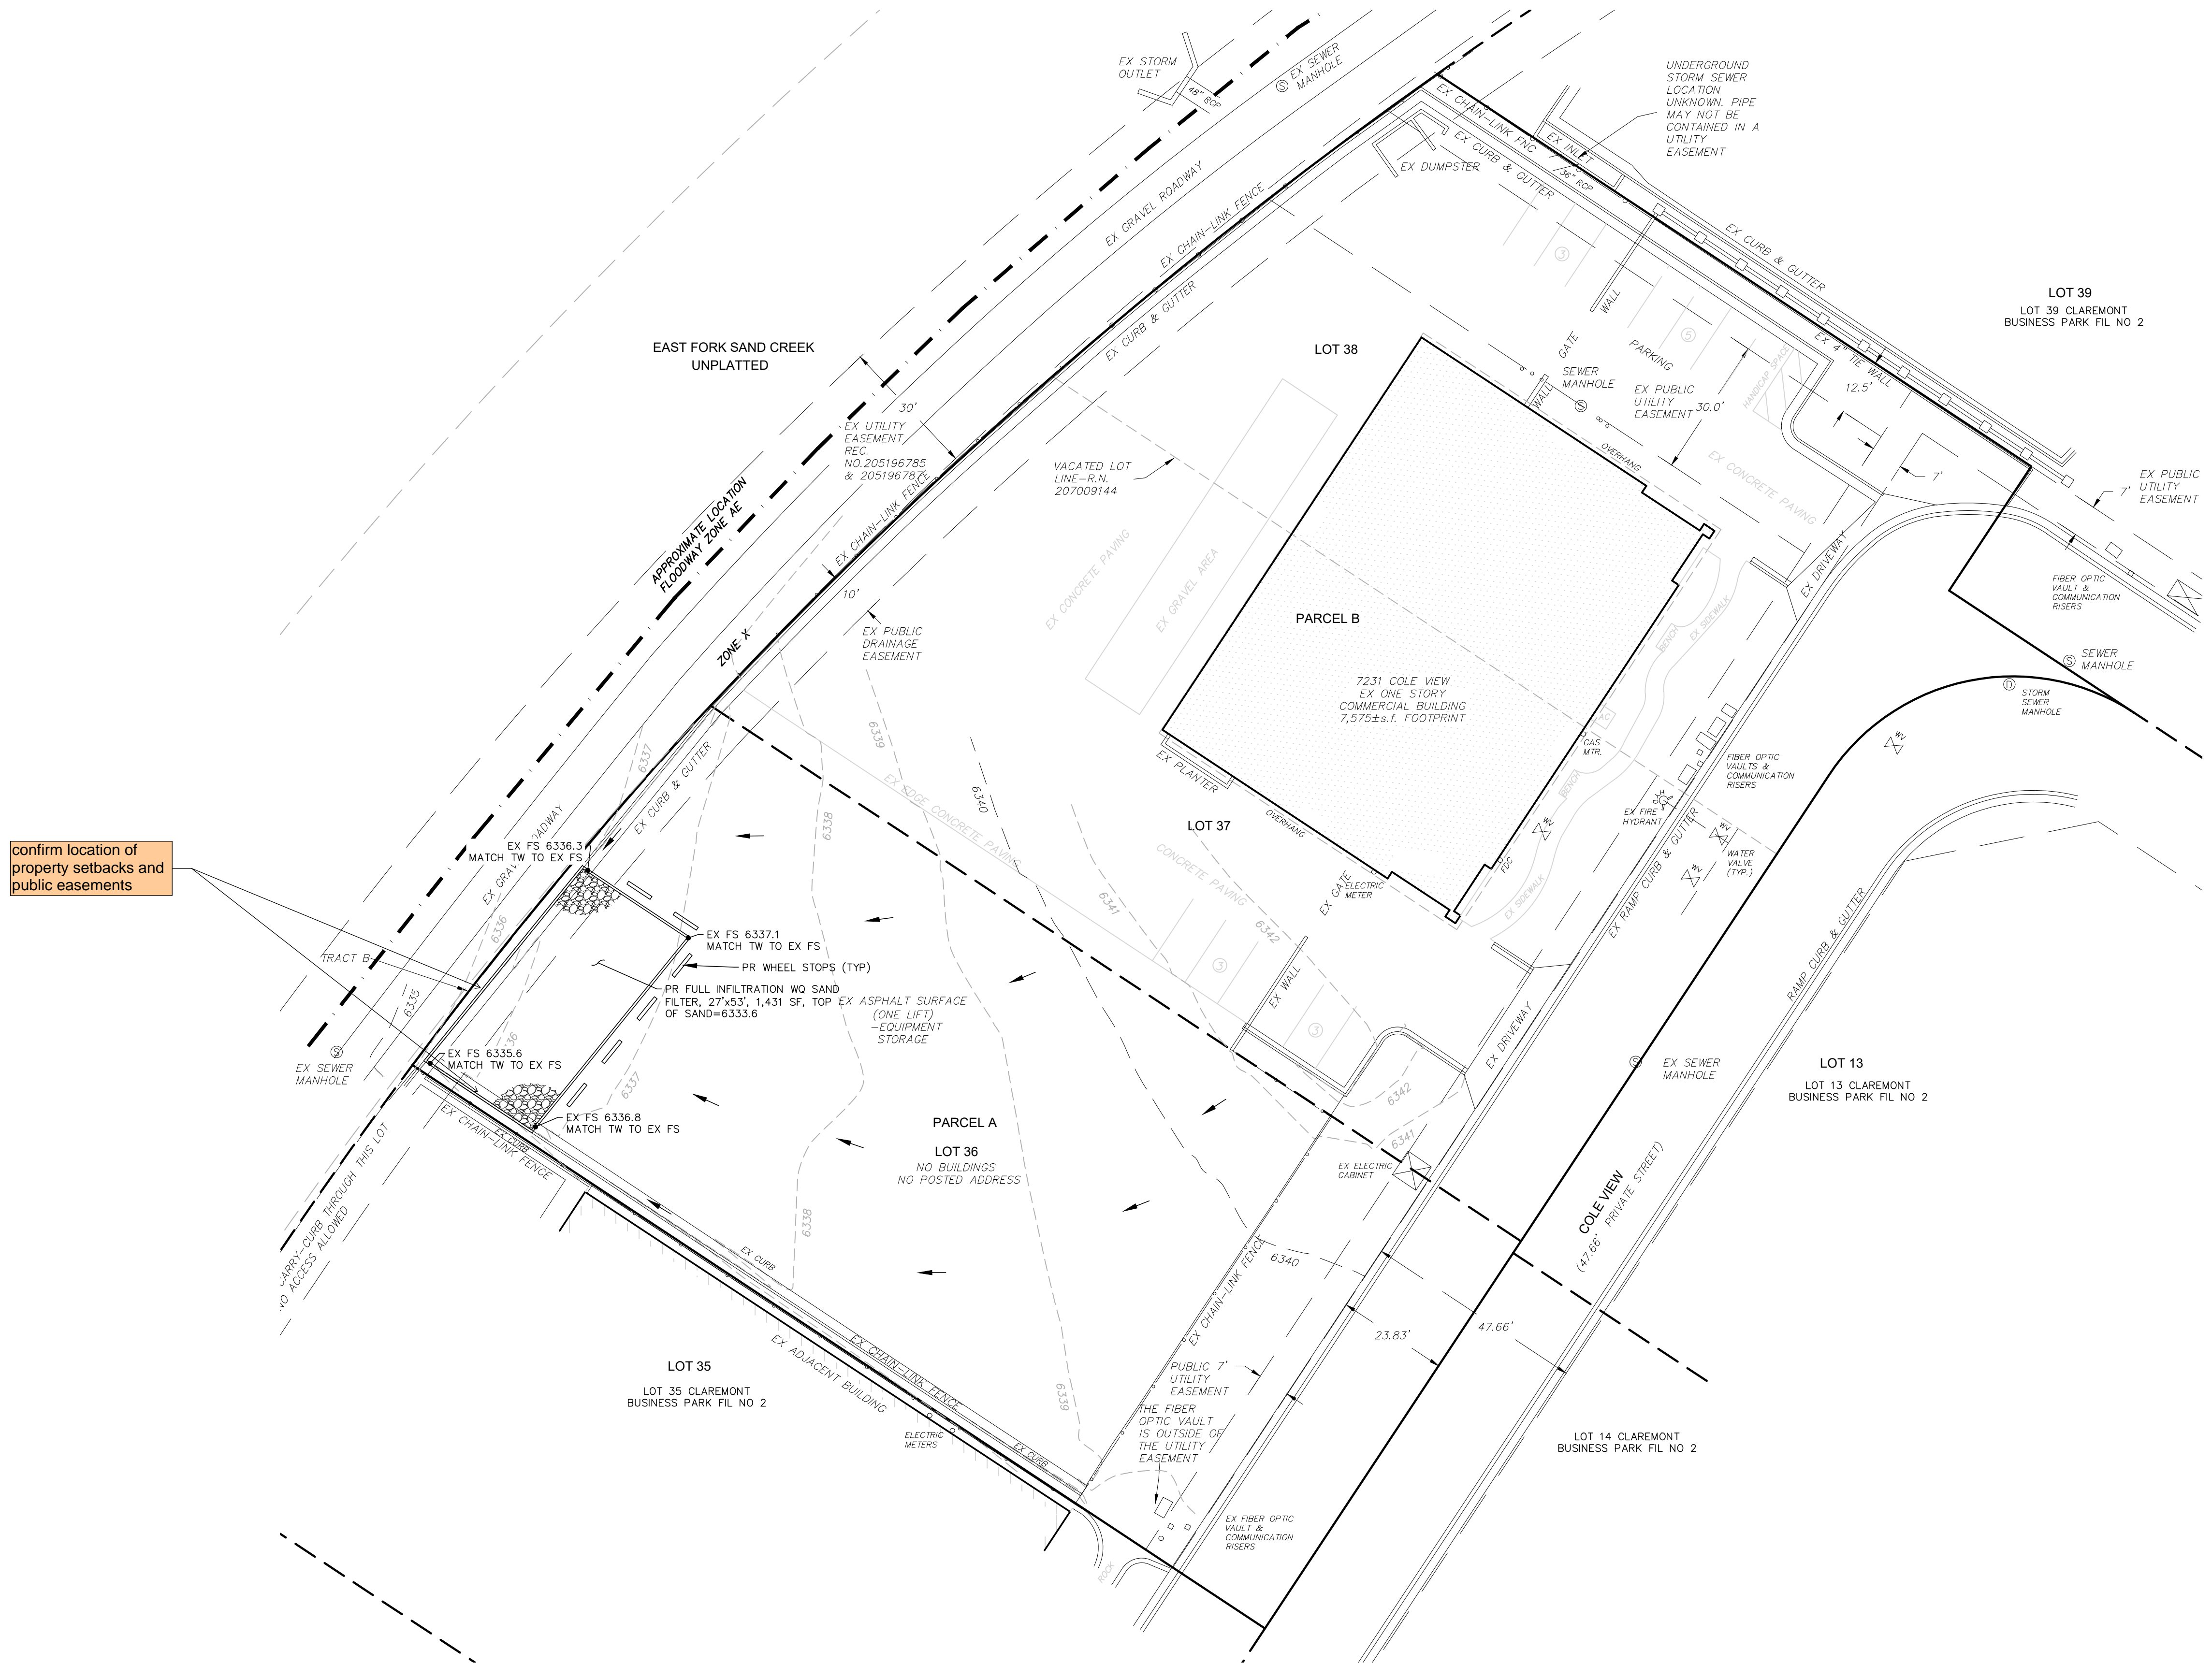 EX STORM
OUTLET
48" RCP
EX SEWER
MANHOLE
UNDERGROUND
STORM SEWER
LOCATION
UNKNOWN. PIPE
MAY NOT BE
CONTAINED IN A
UTILITY
EASEMENT
EX CHAIN-LINK FNC
EX INLET
36" RCP
EX CURB & GUTTER
EX DUMPSTER
EX GRAVEL ROADWAY
EX CHAIN-LINK FENCE
EX CURB & GUTTER
EX CURB & GUTTER
LOT 39
LOT 39 CLAREMONT
BUSINESS PARK FIL NO 2
EAST FORK SAND CREEK
UNPLATTED
LOT 38
3
5
WALL
GATE
PARKING
HANDICAP SPACE
EX 4" TIE WALL
12.5'
SEWER
MANHOLE
WALL
S
EX PUBLIC
UTILITY
EASEMENT
30.0'
OVERHANG
EX CONCRETE PAVING
7'
7'
EX PUBLIC
UTILITY
EASEMENT
30'
EX UTILITY
EASEMENT,
REC.
NO.205196785
& 205196787
EX CHAIN-LINK FENCE
VACATED LOT
LINE-R.N.
207009144
APPROXIMATE LOCATION
FLOODWAY ZONE AE
ZONE X
10'
EX PUBLIC
DRAINAGE
EASEMENT
EX CONCRETE PAVING
EX GRAVEL AREA
PARCEL B
7231 COLE VIEW
EX ONE STORY
COMMERCIAL BUILDING
7,575±s.f. FOOTPRINT
EX DRIVEWAY
FIBER OPTIC
VAULT &
COMMUNICATION
RISERS
BENCH
EX SIDEWALK
S
SEWER
MANHOLE
D
STORM
SEWER
MANHOLE
AC
GAS
MTR.
WV
FIBER OPTIC
VAULTS &
COMMUNICATION
RISERS
BENCH
EX FIRE
HYDRANT
WV
WV
WV
WATER
VALVE
(TYP.)
EX PLANTER
OVERHANG
6337
6339
6338
6340
EX CURB & GUTTER
EX EDGE CONCRETE PAVING
LOT 37
CONCRETE PAVING
6341
6342
EX GATE
ELECTRIC
METER
FDC
EX SIDEWALK
EX RAMP CURB & GUTTER
RAMP CURB & GUTTER
confirm location of
property setbacks and
public easements
EX FS 6336.3
MATCH TW TO EX FS
6336
TRACT B
6335
EX FS 6337.1
MATCH TW TO EX FS
PR WHEEL STOPS (TYP)
PR FULL INFILTRATION WQ SAND
FILTER, 27'x53', 1,431 SF, TOP
OF SAND=6333.6
EX ASPHALT SURFACE
(ONE LIFT)
-EQUIPMENT
STORAGE
3
EX WALL
3
EX DRIVEWAY
S
EX SEWER
MANHOLE
LOT 13
LOT 13 CLAREMONT
BUSINESS PARK FIL NO 2
S
EX SEWER
MANHOLE
EX FS 6335.6
MATCH TW TO EX FS
6337
EX FS 6336.8
MATCH TW TO EX FS
EX CURB
EX CHAIN-LINK FENCE
PARCEL A
LOT 36
NO BUILDINGS
NO POSTED ADDRESS
6342
6341
EX ELECTRIC
CABINET
COLE VIEW
(47.66' PRIVATE STREET)
CARRY-CURB THROUGH THIS LOT
NO ACCESS ALLOWED
6338
EX CURB
6340
EX CHAIN-LINK FENCE
23.83'
47.66'
EX CHAIN-LINK FENCE
EX ADJACENT BUILDING
LOT 35
LOT 35 CLAREMONT
BUSINESS PARK FIL NO 2
6339
PUBLIC 7'
UTILITY
EASEMENT
THE FIBER
OPTIC VAULT
IS OUTSIDE OF
THE UTILITY
EASEMENT
ELECTRIC
METERS
EX CURB
LOT 14 CLAREMONT
BUSINESS PARK FIL NO 2
EX FIBER OPTIC
VAULT &
COMMUNICATION
RISERS
ROCK